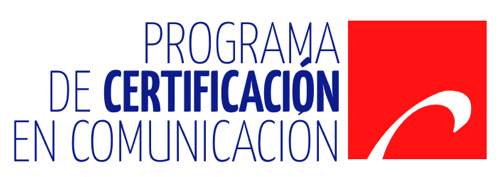 PROGRAMA
DE CERTIFICACIÓN
EN COMUNICACIÓN